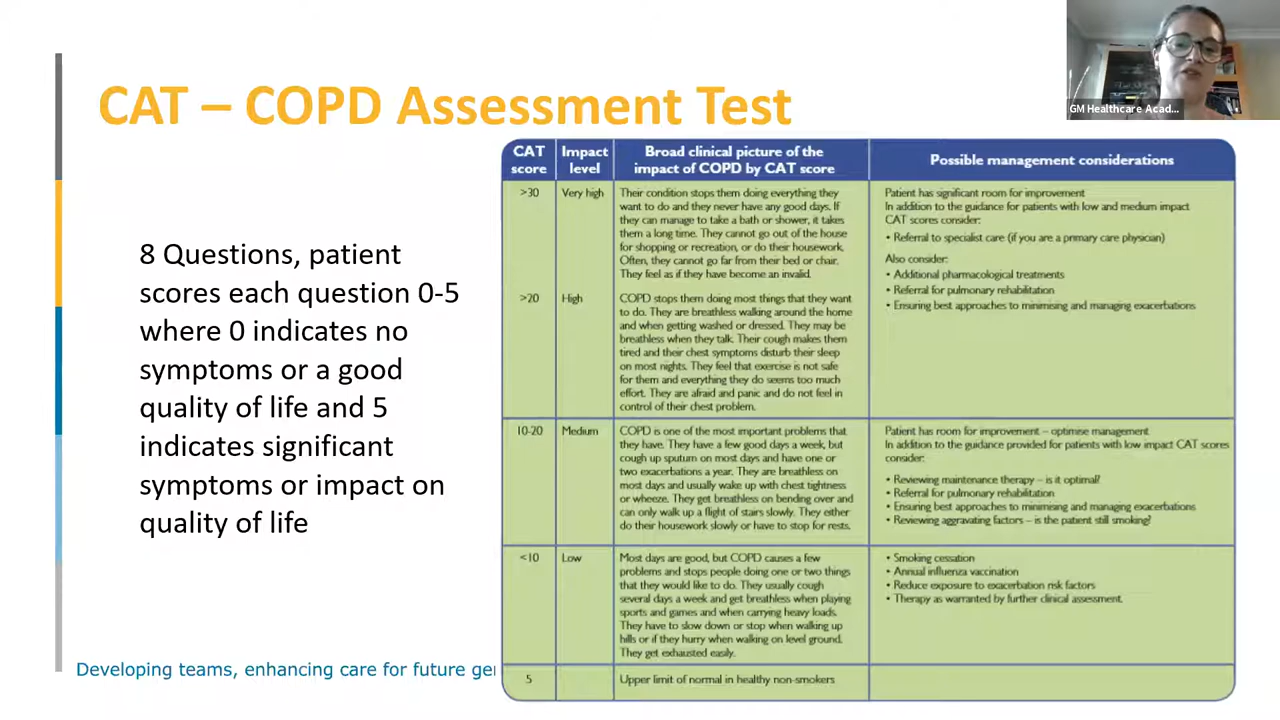 GM Healthcare Acad...
CAT – COPD Assessment Test
8 Questions, patient
scores each question 0-5
where 0 indicates no
symptoms or a good
quality of life and 5
indicates significant
symptoms or impact on
quality of life
CAT
score
Impact
level
Broad clinical picture of the
impact of COPD by CAT score
Possible management considerations
>30
Very high
Their condition stops them doing everything they
want to do and they never have any good days. If
they can manage to take a bath or shower, it takes
them a long time. They cannot go out of the house
for shopping or recreation, or do their housework.
Often, they cannot go far from their bed or chair.
They feel as if they have become an invalid.
Patient has significant room for improvement
In addition to the guidance for patients with low and medium impact
CAT scores consider:
• Referral to specialist care (if you are a primary care physician)
Also consider:
• Additional pharmacological treatments
• Referral for pulmonary rehabilitation
• Ensuring best approaches to minimising and managing exacerbations
>20
High
COPD stops them doing most things that they want
to do. They are breathless walking around the home
and when getting washed or dressed. They may be
breathless when they talk. Their cough makes them
tired and their chest symptoms disturb their sleep
on most nights. They feel that exercise is not safe
for them and everything they do seems too much
effort. They are afraid and panic and do not feel in
control of their chest problem.
10-20
Medium
COPD is one of the most important problems that
they have. They have a few good days a week, but
cough up sputum on most days and have one or
two exacerbations a year. They are breathless on
most days and usually wake up with chest tightness
or wheeze. They get breathless on bending over and
can only walk up a flight of stairs slowly. They either
do their housework slowly or have to stop for rests.
Patient has room for improvement – optimise management
In addition to the guidance provided for patients with low impact CAT scores
consider:
• Reviewing maintenance therapy – is it optimal?
• Referral for pulmonary rehabilitation
• Ensuring best approaches to minimising and managing exacerbations
• Reviewing aggravating factors – is the patient still smoking?
<10
Low
Most days are good, but COPD causes a few
problems and stops people doing one or two things
that they would like to do. They usually cough
several days a week and get breathless when playing
sports and games and when carrying heavy loads.
They have to slow down or stop when walking up
hills or if they hurry when walking on level ground.
They get exhausted easily.
• Smoking cessation
• Annual influenza vaccination
• Reduce exposure to exacerbation risk factors
• Therapy as warranted by further clinical assessment.
5
Upper limit of normal in healthy non-smokers
Developing teams, enhancing care for future ge